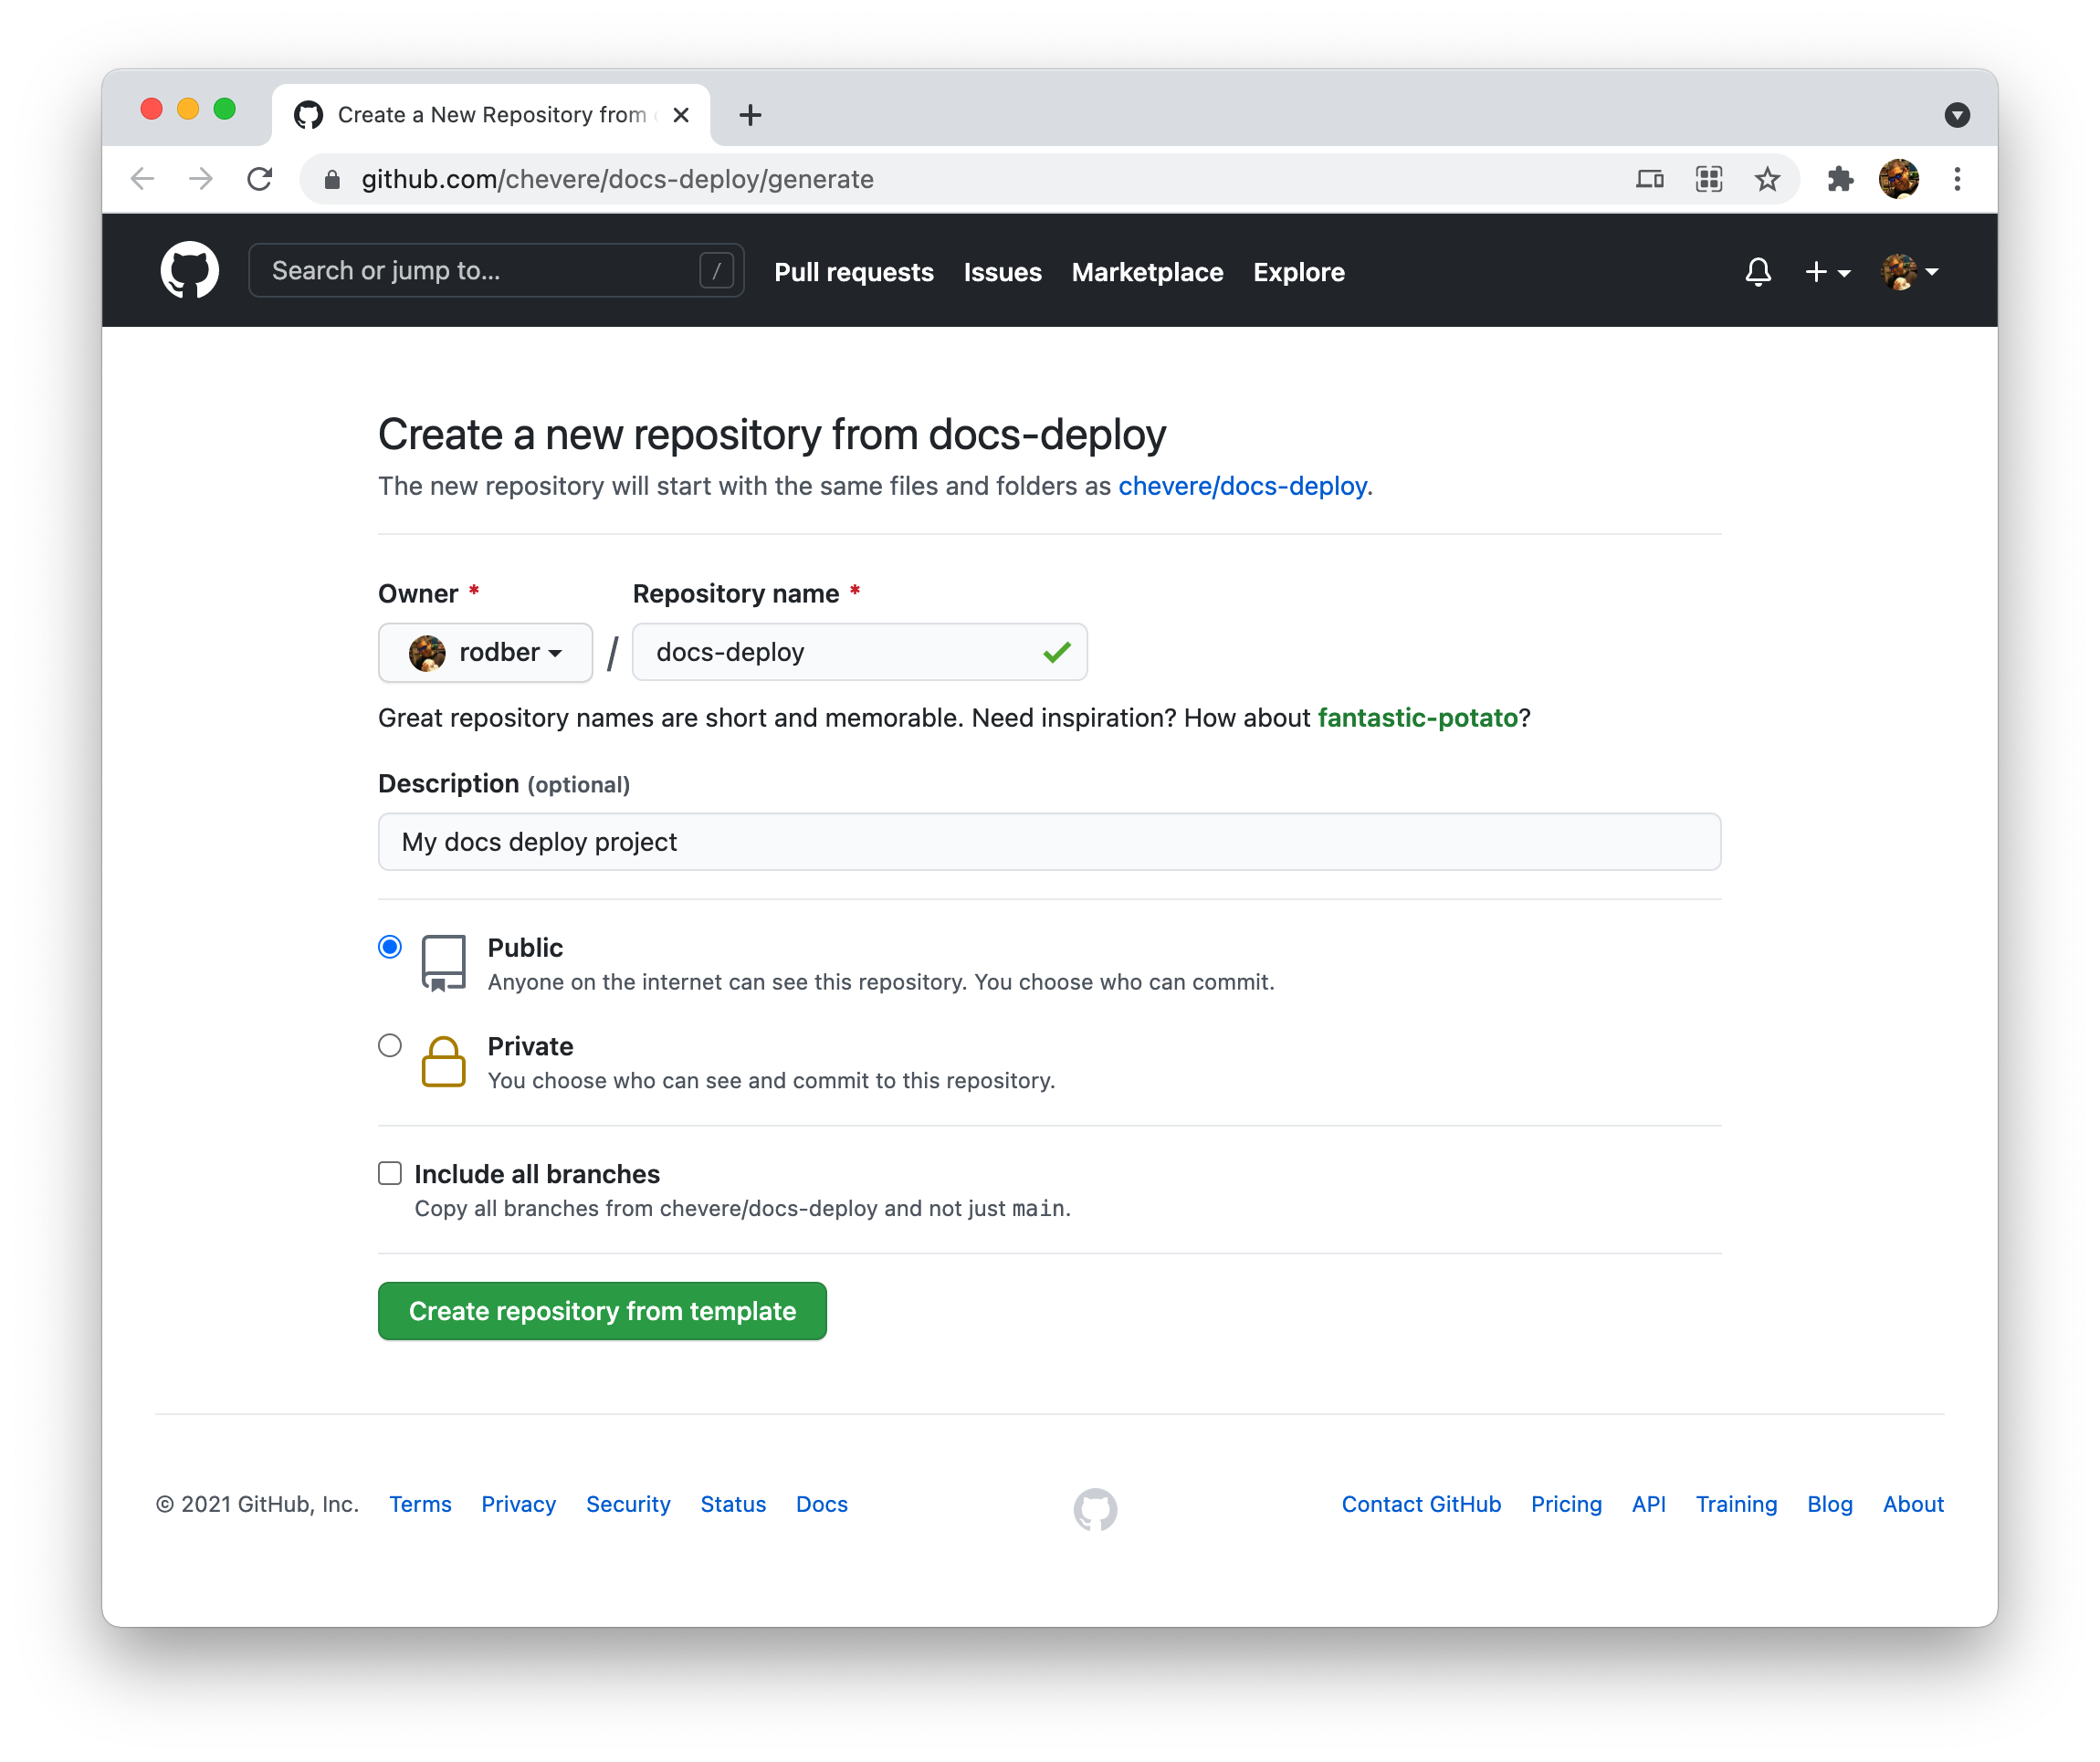 Create a New Repository from
github.com/chevere/docs-deploy/generate
Search or jump to... /
Pull requests Issues Marketplace Explore
Create a new repository from docs-deploy
The new repository will start with the same files and folders as chevere/docs-deploy.
Owner * Repository name *
rodber / docs-deploy
Great repository names are short and memorable. Need inspiration? How about fantastic-potato?
Description (optional)
My docs deploy project
Public
Anyone on the internet can see this repository. You choose who can commit.
Private
You choose who can see and commit to this repository.
Include all branches
Copy all branches from chevere/docs-deploy and not just main.
Create repository from template
© 2021 GitHub, Inc. Terms Privacy Security Status Docs Contact GitHub Pricing API Training Blog About